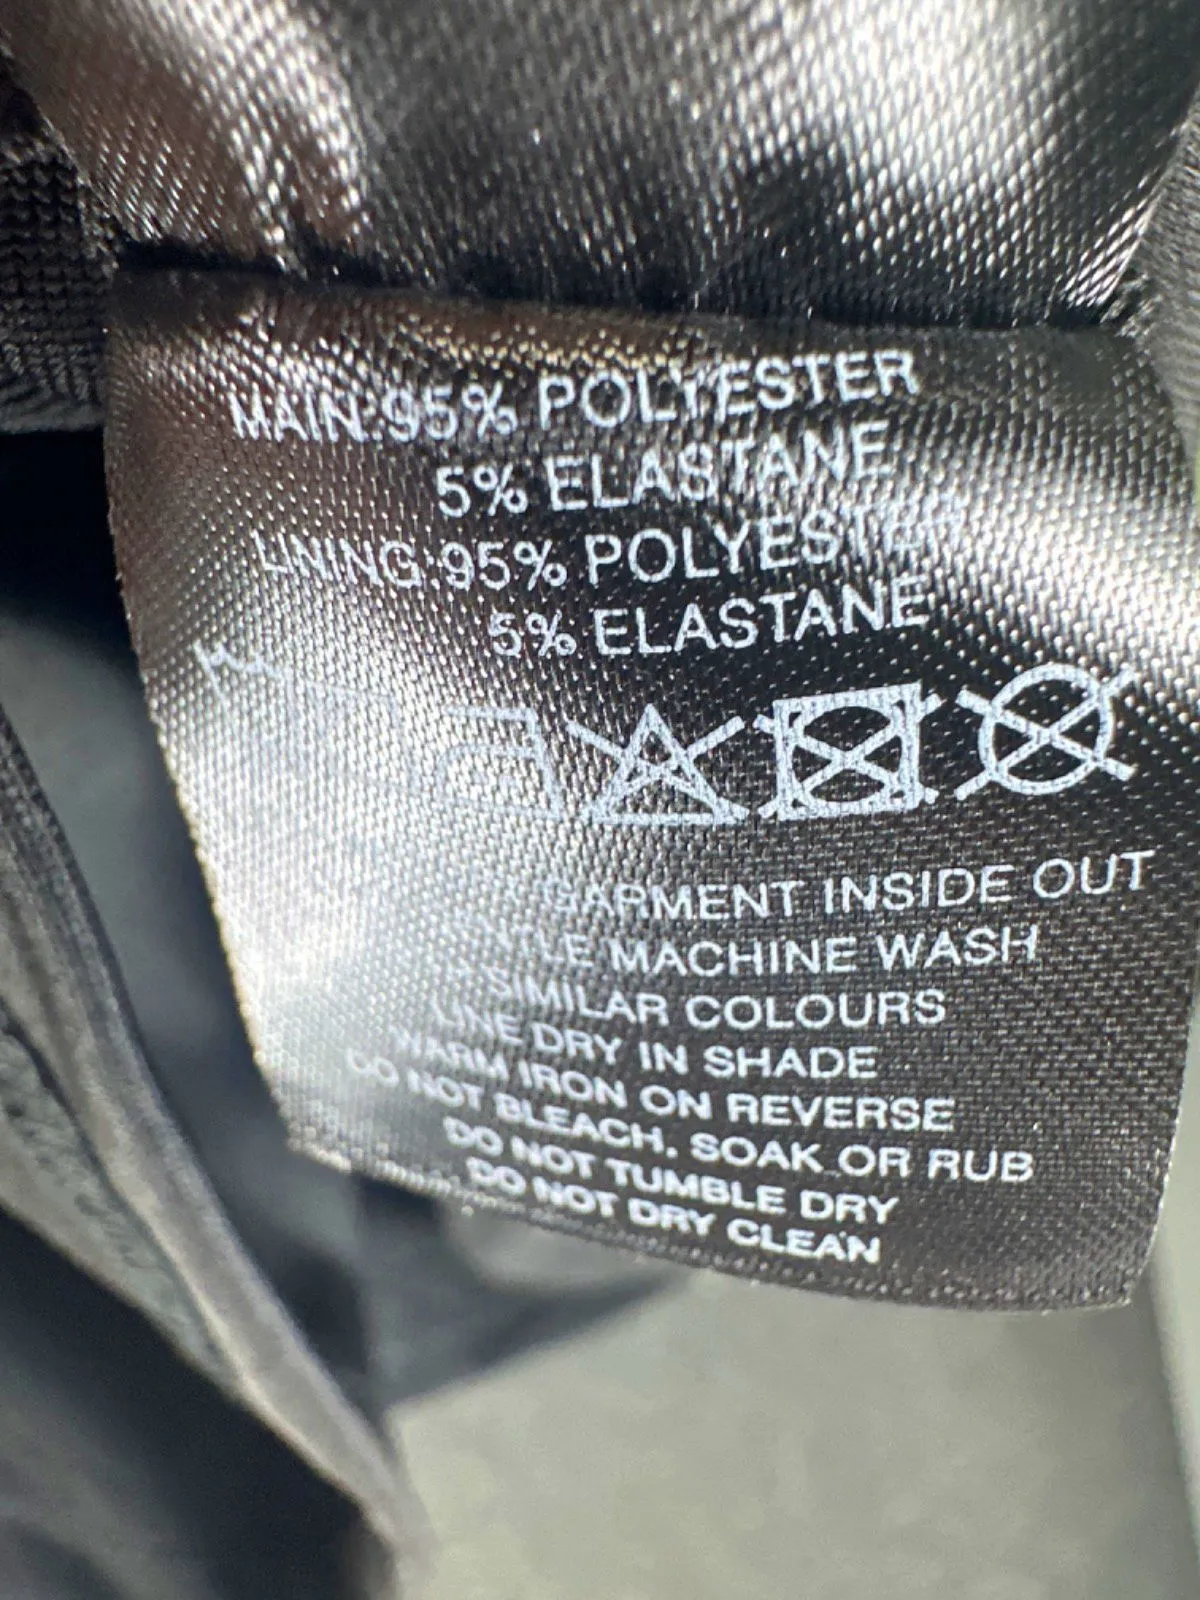 MAIN:95% POLYESTER
5% ELASTANE
LINING:95% POLYESTER
5% ELASTANE
GARMENT INSIDE OUT
MACHINE WASH
SIMILAR COLOURS
LINE DRY IN SHADE
WARM IRON ON REVERSE
DO NOT BLEACH, SOAK OR RUB
DO NOT TUMBLE DRY
DO NOT DRY CLEAN